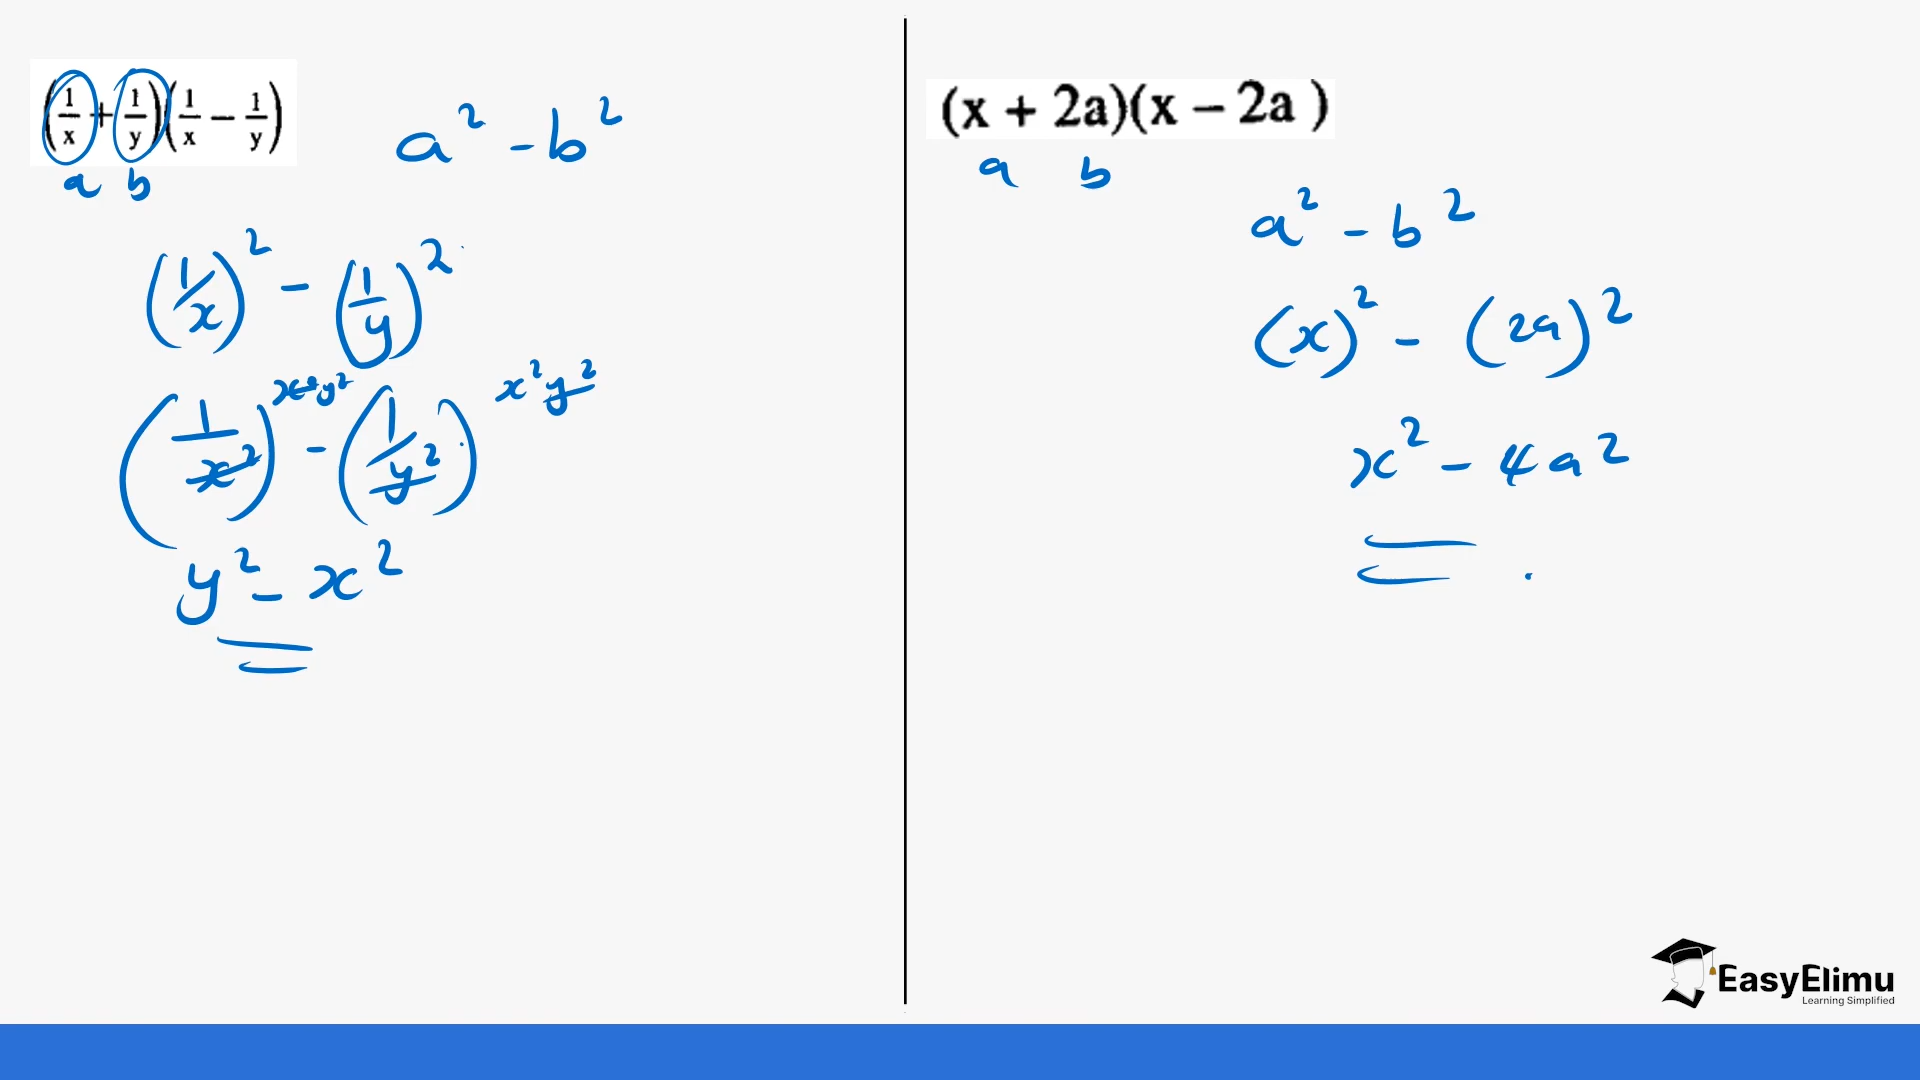 (1/x + 1/y)(1/x − 1/y)
a b
a² − b²
(1/x)² − (1/y)²
(1/x²)x²y² − (1/y²)x²y²
y² − x²
(x + 2a)(x − 2a )
a b
a² − b²
(x)² − (2a)²
x² − 4a²
EasyElimu
Learning Simplified